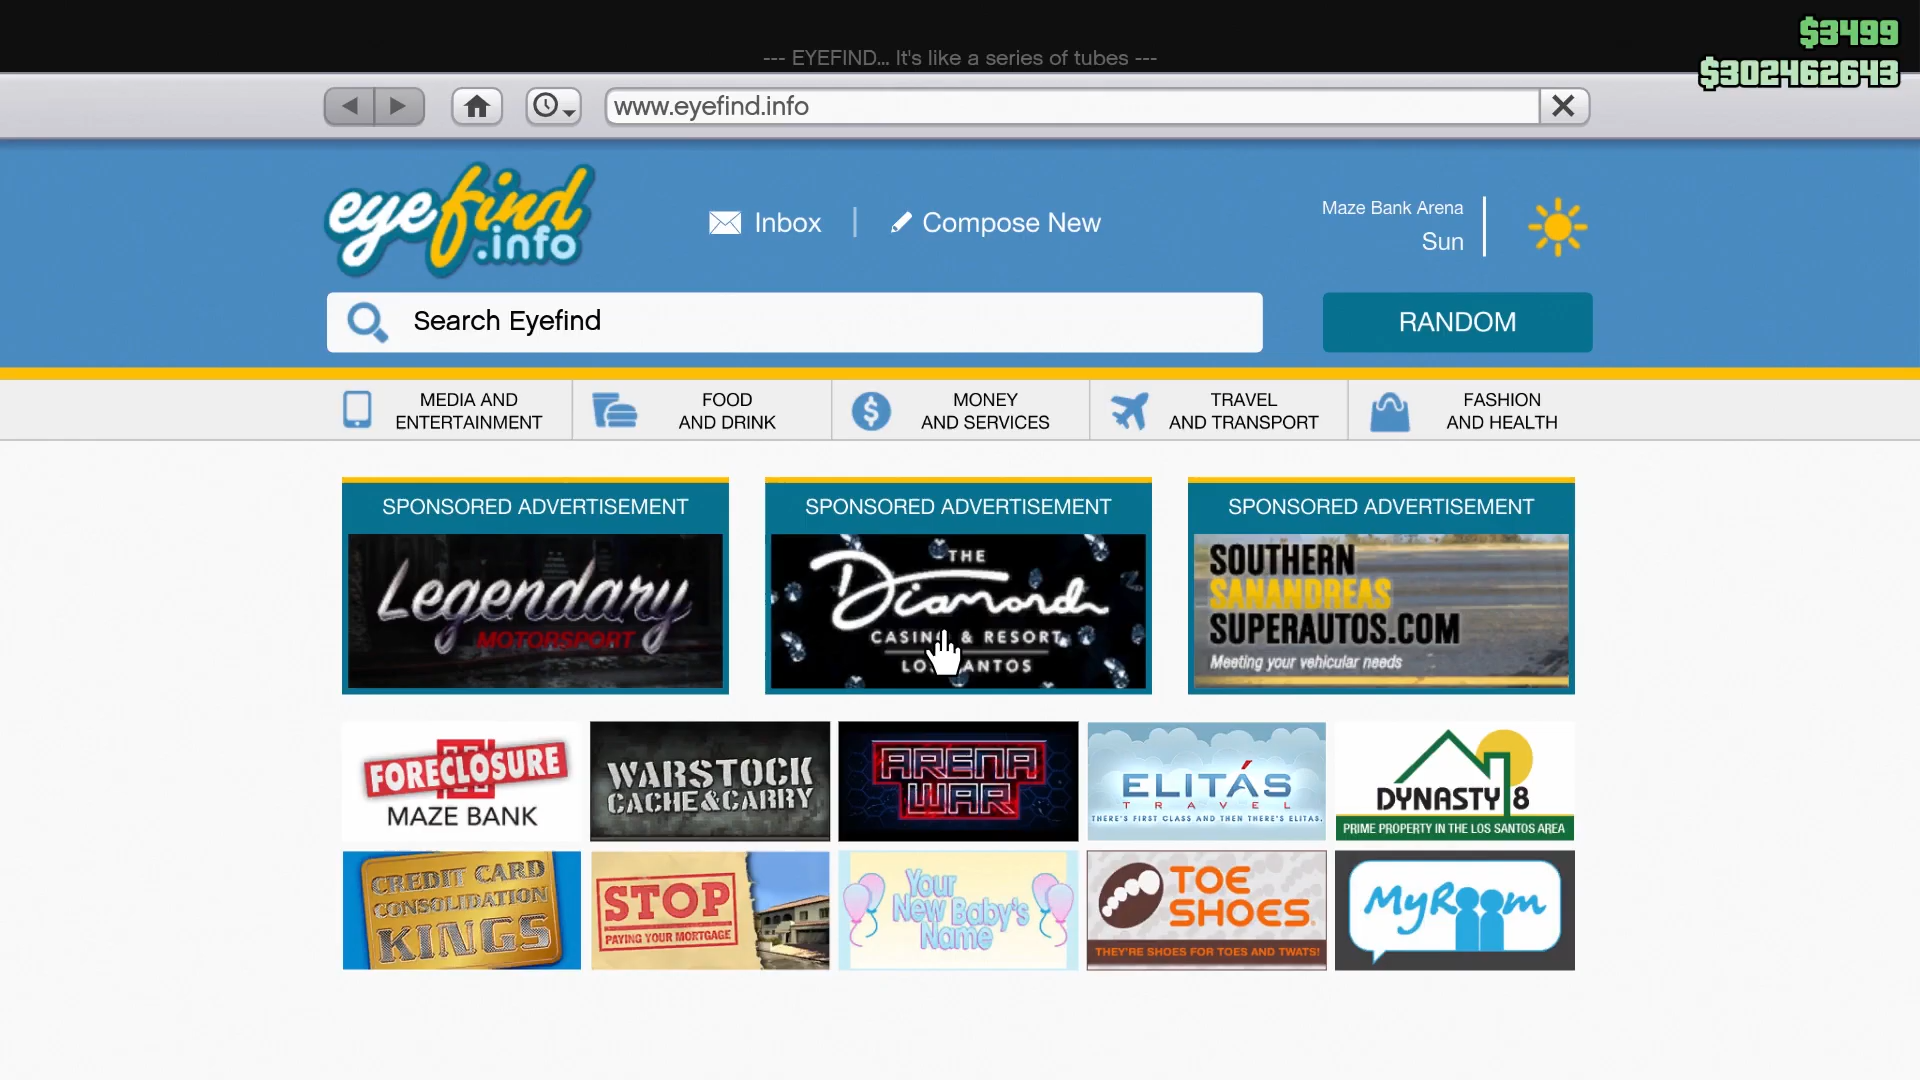 $3499
--- EYEFIND... It's like a series of tubes ---
$302462643
www.eyefind.info
eyefind
.info
Inbox
Compose New
Maze Bank Arena
Sun
Search Eyefind
RANDOM
MEDIA AND
ENTERTAINMENT
FOOD
AND DRINK
MONEY
AND SERVICES
TRAVEL
AND TRANSPORT
FASHION
AND HEALTH
SPONSORED ADVERTISEMENT
Legendary
MOTORSPORT
SPONSORED ADVERTISEMENT
THE
Diamond
CASINO & RESORT
LOS SANTOS
SPONSORED ADVERTISEMENT
SOUTHERN
SANANDREAS
SUPERAUTOS.COM
Meeting your vehicular needs
FORECLOSURE
MAZE BANK
WARSTOCK
CACHE&CARRY
ARENA
WAR
ELITÁS
TRAVEL
THERE'S FIRST CLASS AND THEN THERE'S ELITAS.
DYNASTY 8
PRIME PROPERTY IN THE LOS SANTOS AREA
CREDIT CARD
CONSOLIDATION
KINGS
STOP
PAYING YOUR MORTGAGE
Your
New Baby's
Name
TOE
SHOES
THEY'RE SHOES FOR TOES AND TWATS!
MyRoom